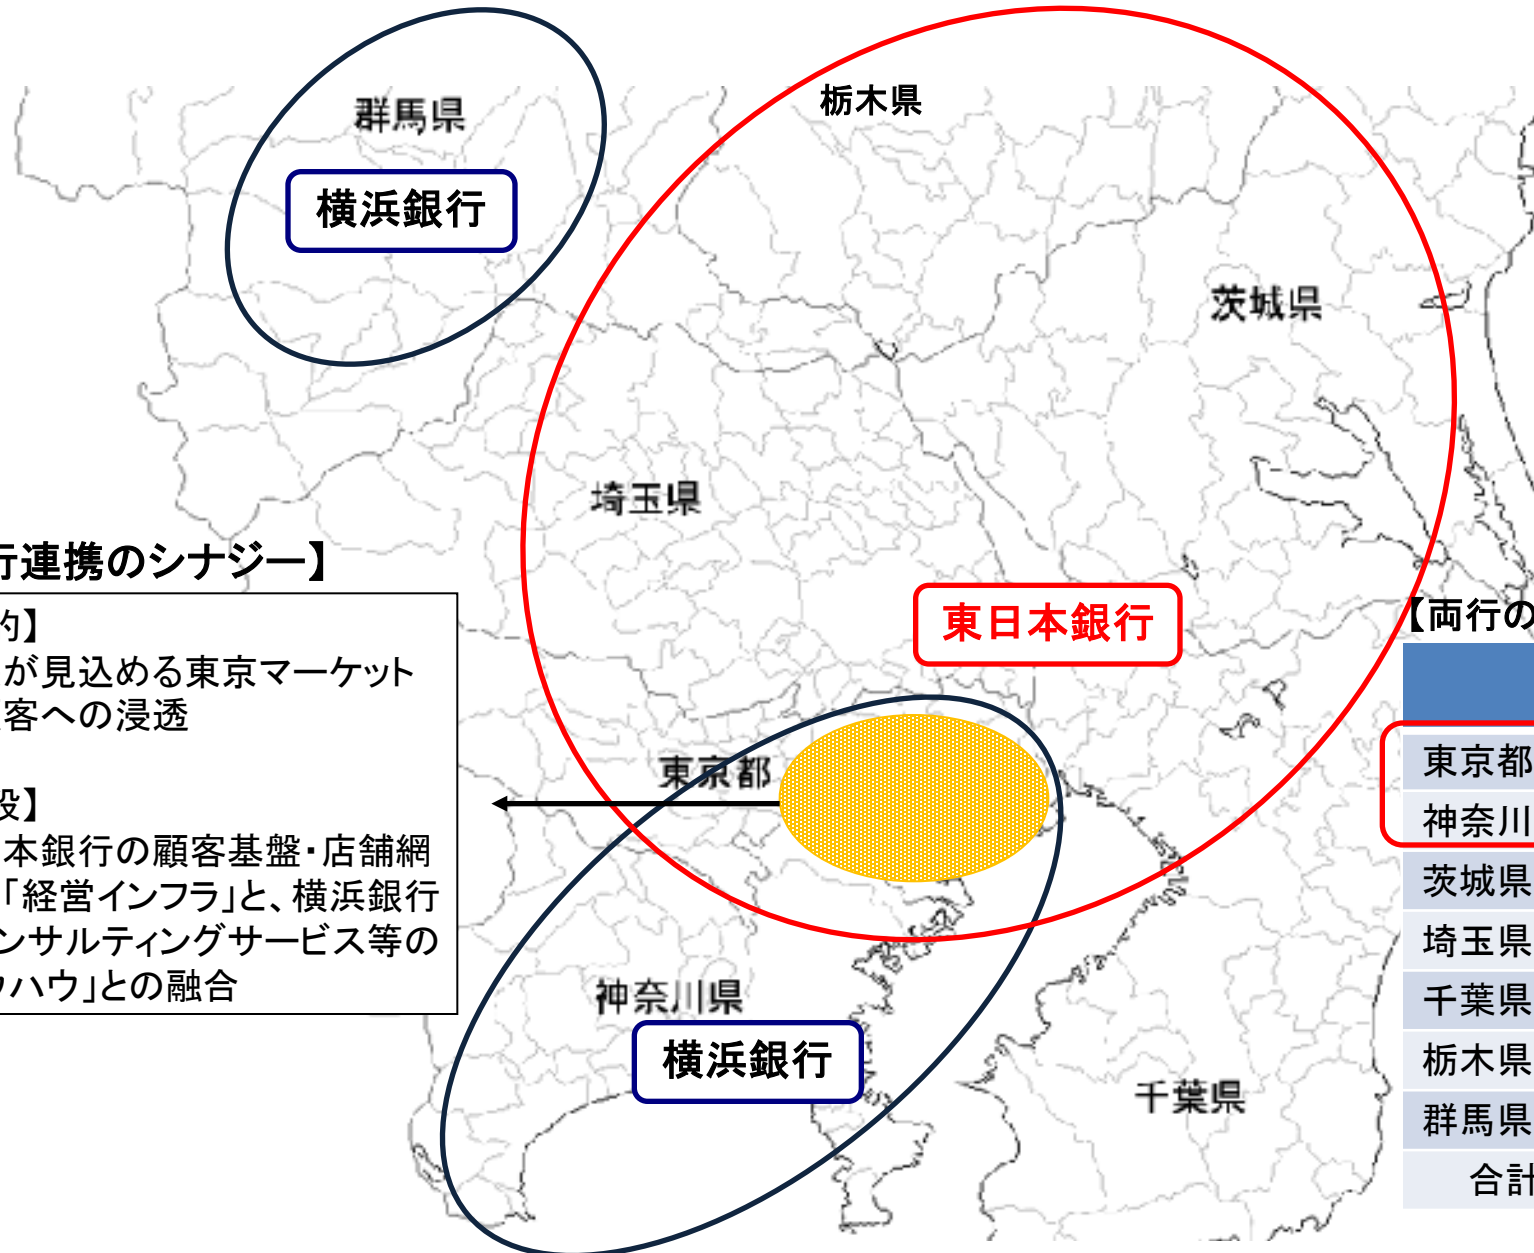 群馬県
栃木県
横浜銀行
茨城県
埼玉県
行連携のシナジー】
的】
が見込める東京マーケット
客への浸透
段】
本銀行の顧客基盤・店舗網
「経営インフラ」と、横浜銀行
ンサルティングサービス等の
ウハウ」との融合
東日本銀行
東京都
神奈川県
横浜銀行
千葉県
【両行の
東京都
神奈川
茨城県
埼玉県
千葉県
栃木県
群馬県
合計